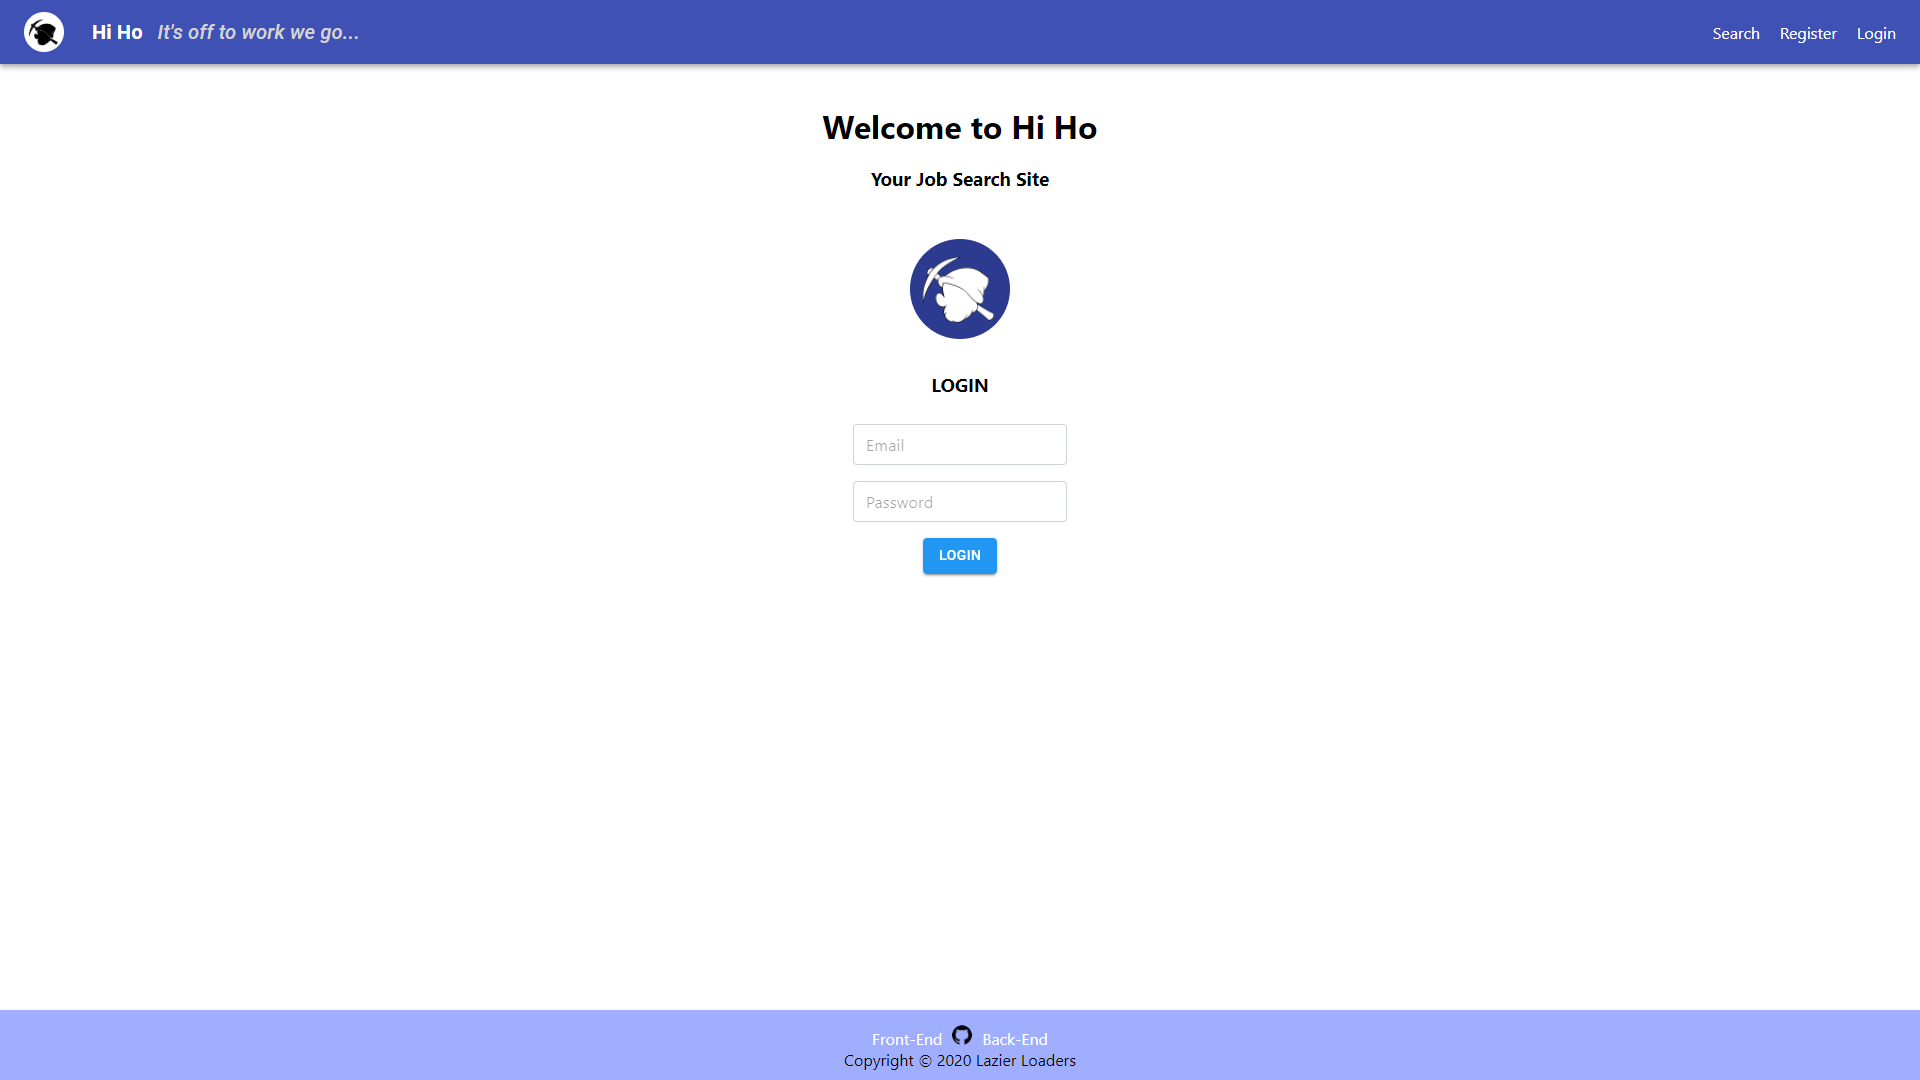 Hi Ho It's off to work we go...
Search Register Login
Welcome to Hi Ho
Your Job Search Site
LOGIN
Email
Password
LOGIN
Front-End Back-End
Copyright © 2020 Lazier Loaders